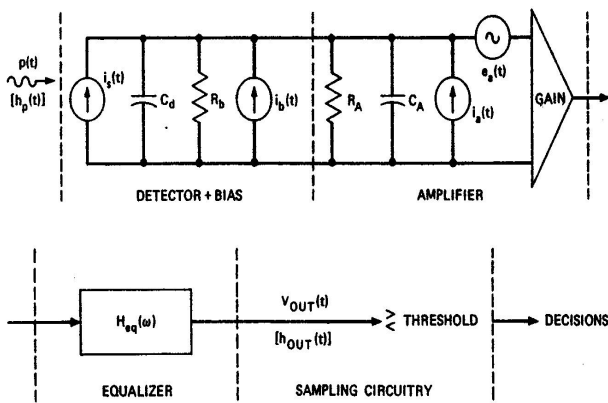 p(t)
[hp(t)]
is(t)
Cd
Rb
ib(t)
RA
CA
ia(t)
ea(t)
GAIN
DETECTOR + BIAS
AMPLIFIER
Heq(ω)
VOUT(t)
[hOUT(t)]
> <
THRESHOLD
DECISIONS
EQUALIZER
SAMPLING CIRCUITRY